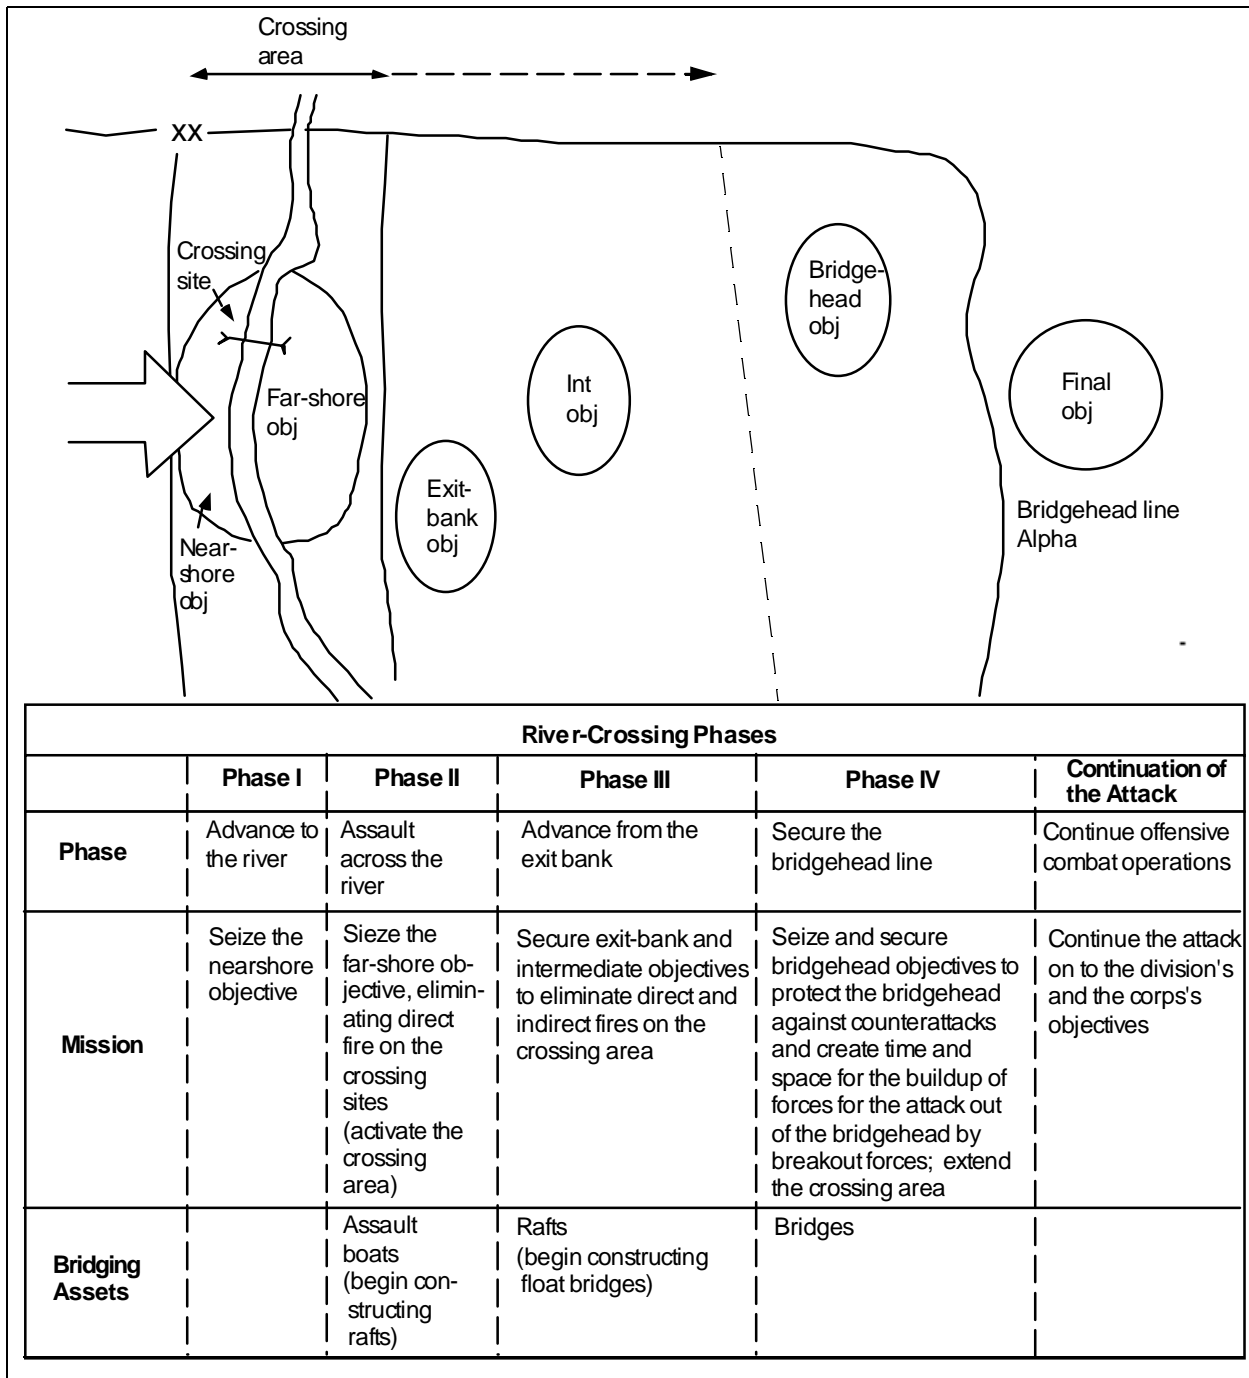 Crossing
area
XX
Crossing
site
Bridge-
head
obj
Int
obj
Final
obj
Far-shore
obj
Exit-
bank
obj
Near-
shore
obj
Bridgehead line
Alpha
River-Crossing Phases
Phase I
Phase II
Phase III
Phase IV
Continuation of
the Attack
Phase
Advance to
the river
Assault
across the
river
Advance from the
exit bank
Secure the
bridgehead line
Continue offensive
combat operations
Mission
Seize the
nearshore
objective
Sieze the
far-shore ob-
jective, elimin-
ating direct
fire on the
crossing
sites
(activate the
crossing
area)
Secure exit-bank and
intermediate objectives
to eliminate direct and
indirect fires on the
crossing area
Seize and secure
bridgehead objectives to
protect the bridgehead
against counterattacks
and create time and
space for the buildup of
forces for the attack out
of the bridgehead by
breakout forces; extend
the crossing area
Continue the attack
on to the division's
and the corps's
objectives
Bridging
Assets
Assault
boats
(begin con-
structing
rafts)
Rafts
(begin constructing
float bridges)
Bridges